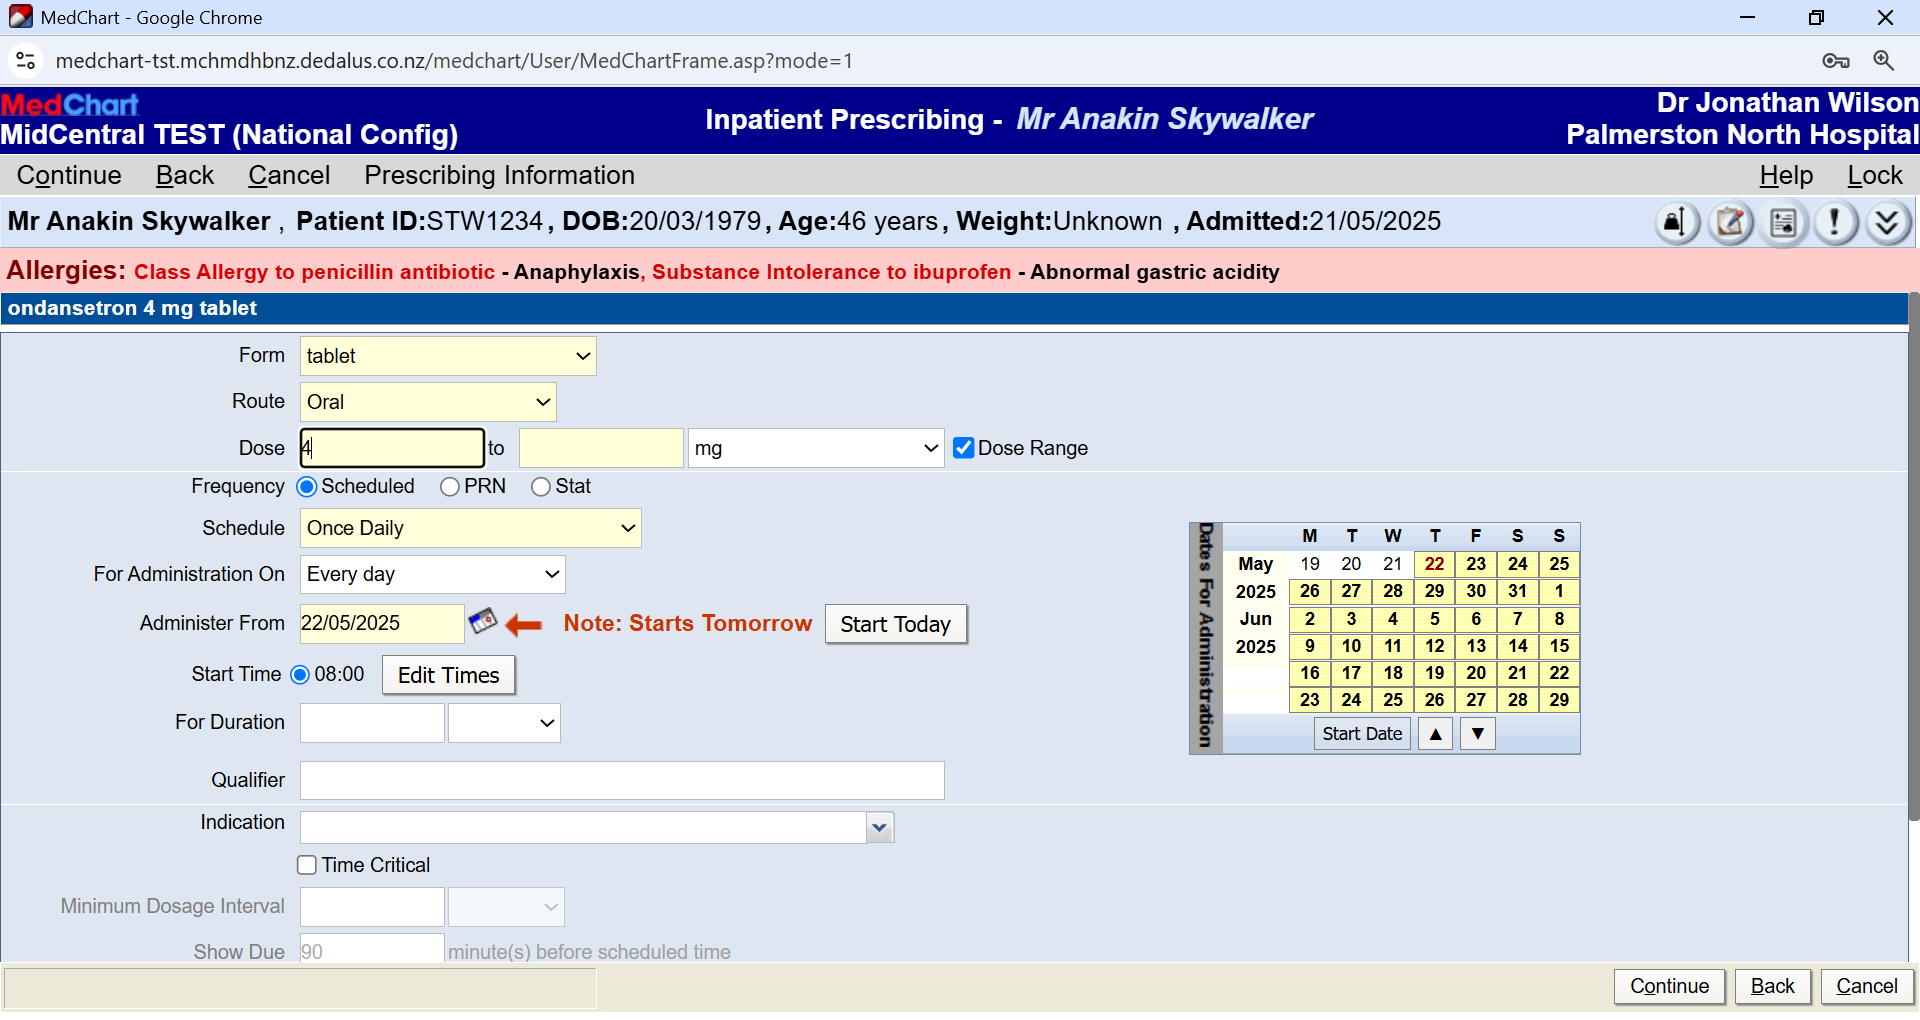 MedChart - Google Chrome
medchart-tst.mchmdhbnz.dedalus.co.nz/medchart/User/MedChartFrame.asp?mode=1
MedChart
MidCentral TEST (National Config)
Inpatient Prescribing - Mr Anakin Skywalker
Dr Jonathan Wilson
Palmerston North Hospital
Continue Back Cancel Prescribing Information Help Lock
Mr Anakin Skywalker , Patient ID:STW1234, DOB:20/03/1979, Age:46 years, Weight:Unknown , Admitted:21/05/2025
Allergies: Class Allergy to penicillin antibiotic - Anaphylaxis, Substance Intolerance to ibuprofen - Abnormal gastric acidity
ondansetron 4 mg tablet
Form tablet
Route Oral
Dose 4 to mg Dose Range
Frequency Scheduled PRN Stat
Schedule Once Daily
For Administration On Every day
Administer From 22/05/2025 Note: Starts Tomorrow Start Today
Start Time 08:00 Edit Times
For Duration
Qualifier
Indication
Time Critical
Minimum Dosage Interval
Show Due 90 minute(s) before scheduled time
Dates For Administration
M T W T F S S
May 19 20 21 22 23 24 25
2025 26 27 28 29 30 31 1
Jun 2 3 4 5 6 7 8
2025 9 10 11 12 13 14 15
16 17 18 19 20 21 22
23 24 25 26 27 28 29
Start Date ▲ ▼
Continue Back Cancel